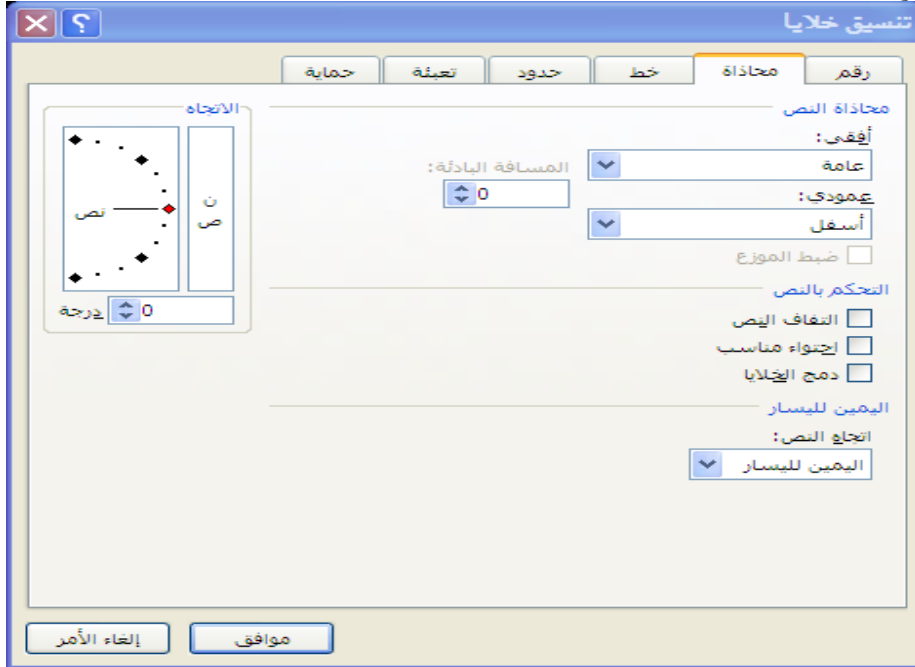 تنسيق خلايا
رقم
محاذاة
خط
حدود
تعبئة
حماية
محاذاة النص
أفقي:
عامة
المسافة البادئة:
0
عمودي:
أسفل
ضبط الموزع
التحكم بالنص
التفاف النص
احتواء مناسب
دمج الخلايا
اليمين لليسار
اتجاه النص:
اليمين لليسار
الاتجاه
ن
ص
نص
0 درجة
موافق
إلغاء الأمر